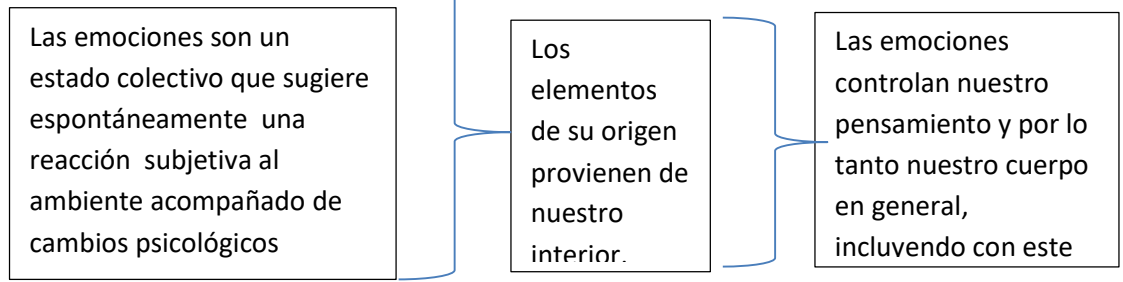 Las emociones son un
estado colectivo que sugiere
espontáneamente una
reacción subjetiva al
ambiente acompañado de
cambios psicológicos
Los
elementos
de su origen
provienen de
nuestro
interior.
Las emociones
controlan nuestro
pensamiento y por lo
tanto nuestro cuerpo
en general,
incluyendo con este